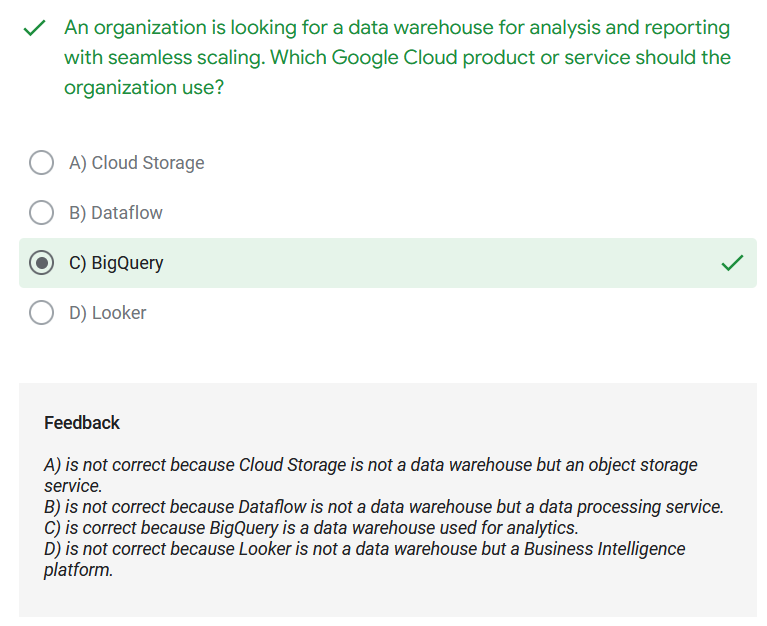 An organization is looking for a data warehouse for analysis and reporting
with seamless scaling. Which Google Cloud product or service should the
organization use?
A) Cloud Storage
B) Dataflow
C) BigQuery
D) Looker
Feedback
A) is not correct because Cloud Storage is not a data warehouse but an object storage
service.
B) is not correct because Dataflow is not a data warehouse but a data processing service.
C) is correct because BigQuery is a data warehouse used for analytics.
D) is not correct because Looker is not a data warehouse but a Business Intelligence
platform.